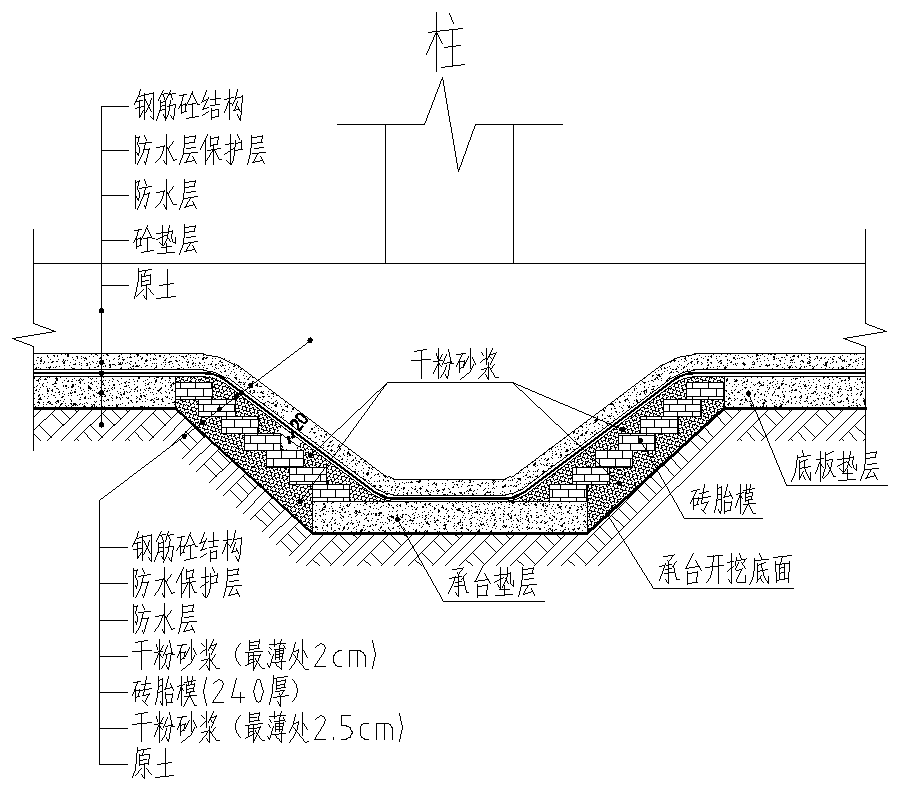 柱
钢筋砼结构
防水层保护层
防水层
砼垫层
原土
干粉砂浆
≮20
底板垫层
砖胎模
承台垫层
承台开挖底面
钢筋砼结构
防水保护层
防水层
干粉砂浆(最薄处2cm)
砖胎模(240厚)
干粉砂浆(最薄处2.5cm)
原土